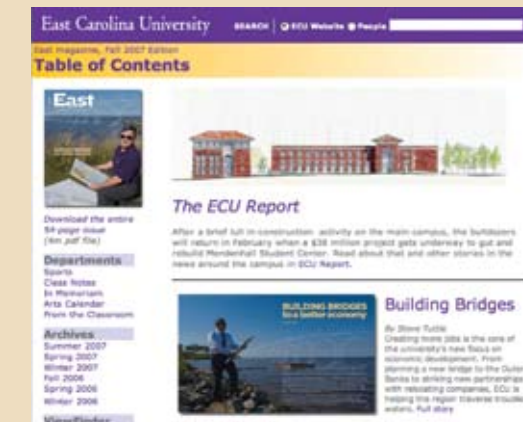 East Carolina University
SEARCH ECU Website People
East magazine, Fall 2007 Edition
Table of Contents
East
Download the entire
54-page issue
(4m pdf file)
Departments
Sports
Class Notes
In Memoriam
Arts Calendar
From the Classroom
Archives
Summer 2007
Spring 2007
Winter 2007
Fall 2006
Spring 2006
Winter 2006
ViewFinder
The ECU Report
After a brief lull in construction activity on the main campus, the bulldozers
will return in February when a $38 million project gets underway to gut and
rebuild Mendenhall Student Center. Read about that and other stories in the
news around the campus in ECU Report.
BUILDING BRIDGES
to a better economy
Building Bridges
By Steve Tuttle
Creating more jobs is the core of
the university's new focus on
economic development. From
planning a new bridge to the Outer
Banks to striking new partnerships
with relocating companies, ECU is
helping the region traverse troubled
waters. Full story